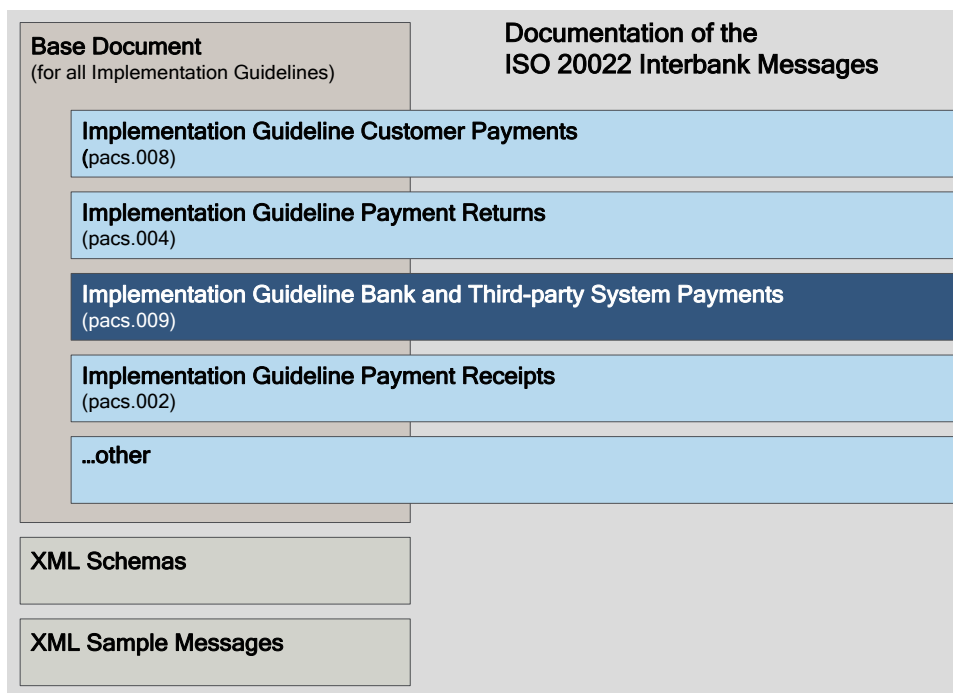 Base Document
(for all Implementation Guidelines)
Documentation of the
ISO 20022 Interbank Messages
Implementation Guideline Customer Payments
(pacs.008)
Implementation Guideline Payment Returns
(pacs.004)
Implementation Guideline Bank and Third-party System Payments
(pacs.009)
Implementation Guideline Payment Receipts
(pacs.002)
...other
XML Schemas
XML Sample Messages